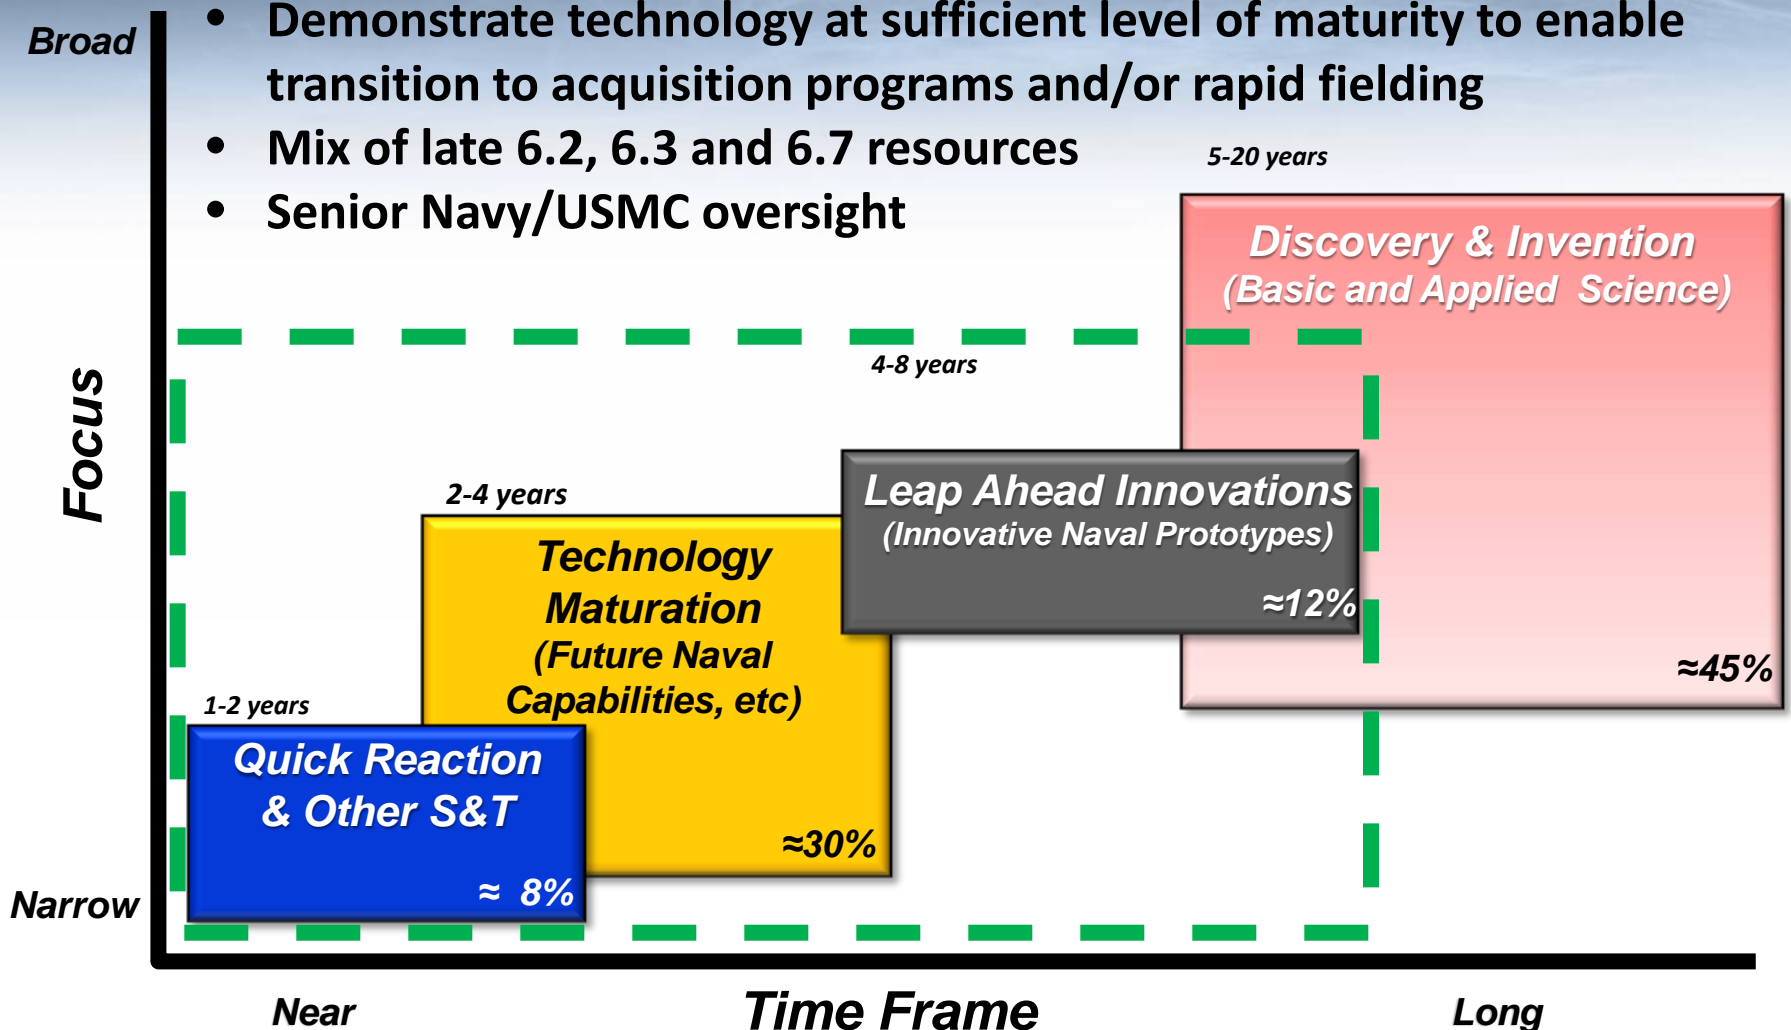 Broad
• Demonstrate technology at sufficient level of maturity to enable
transition to acquisition programs and/or rapid fielding
• Mix of late 6.2, 6.3 and 6.7 resources
• Senior Navy/USMC oversight
5-20 years
Discovery & Invention
(Basic and Applied Science)
≈45%
4-8 years
Leap Ahead Innovations
(Innovative Naval Prototypes)
≈12%
2-4 years
Technology
Maturation
(Future Naval
Capabilities, etc)
≈30%
1-2 years
Quick Reaction
& Other S&T
≈ 8%
Focus
Narrow
Near
Time Frame
Long